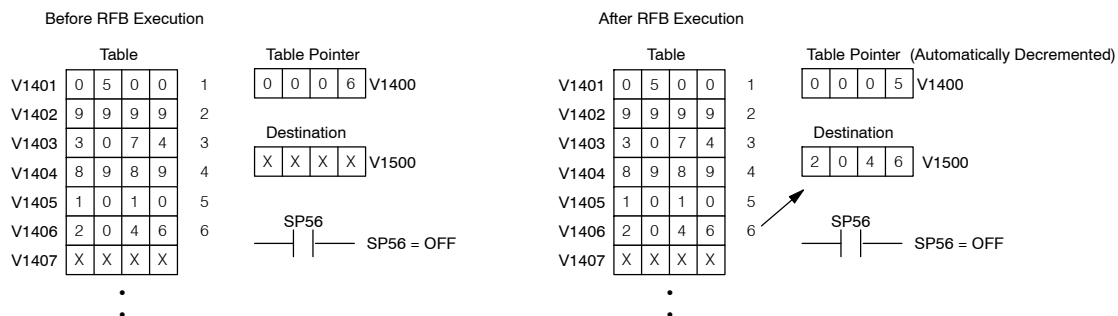 Before RFB Execution
Table
V1401 0 5 0 0 1
V1402 9 9 9 9 2
V1403 3 0 7 4 3
V1404 8 9 8 9 4
V1405 1 0 1 0 5
V1406 2 0 4 6 6
V1407 X X X X
Table Pointer
0 0 0 6 V1400
Destination
X X X X V1500
SP56
SP56 = OFF
After RFB Execution
Table
V1401 0 5 0 0 1
V1402 9 9 9 9 2
V1403 3 0 7 4 3
V1404 8 9 8 9 4
V1405 1 0 1 0 5
V1406 2 0 4 6 6
V1407 X X X X
Table Pointer (Automatically Decremented)
0 0 0 5 V1400
Destination
2 0 4 6 V1500
SP56
SP56 = OFF